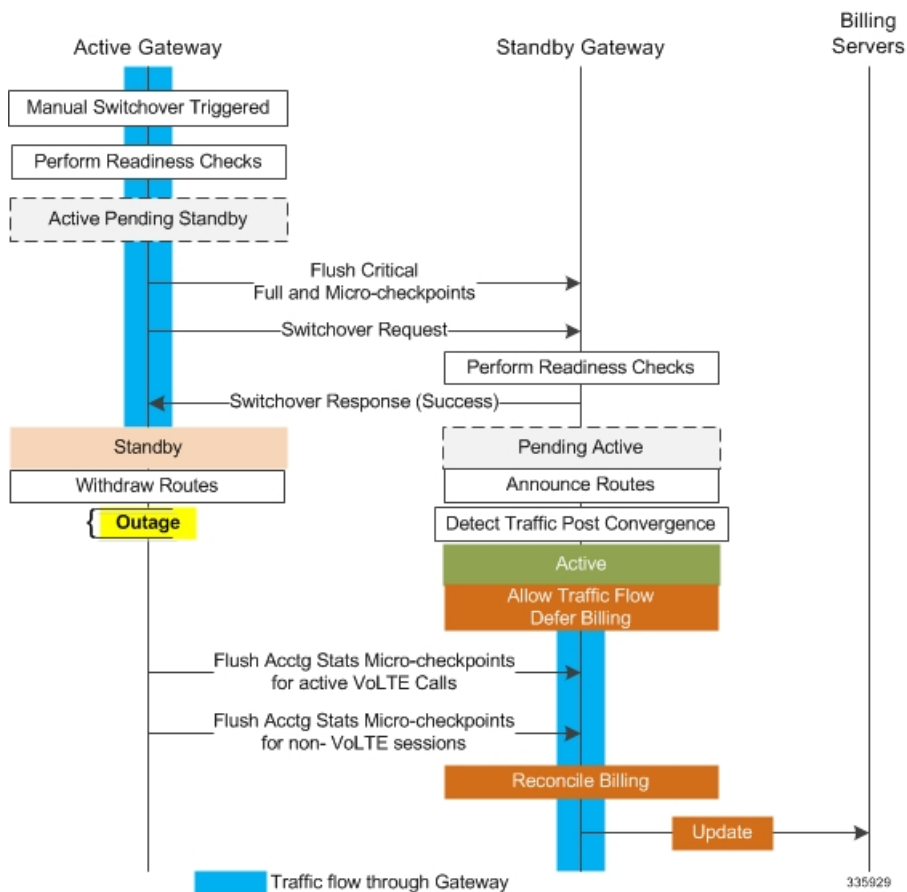 Billing
Servers
Active Gateway
Standby Gateway
Manual Switchover Triggered
Perform Readiness Checks
Active Pending Standby
Flush Critical
Full and Micro-checkpoints
Switchover Request
Perform Readiness Checks
Switchover Response (Success)
Standby
Pending Active
Withdraw Routes
Announce Routes
{ Outage
Detect Traffic Post Convergence
Active
Allow Traffic Flow
Defer Billing
Flush Acctg Stats Micro-checkpoints
for active VoLTE Calls
Flush Acctg Stats Micro-checkpoints
for non- VoLTE sessions
Reconcile Billing
Update
Traffic flow through Gateway
335929